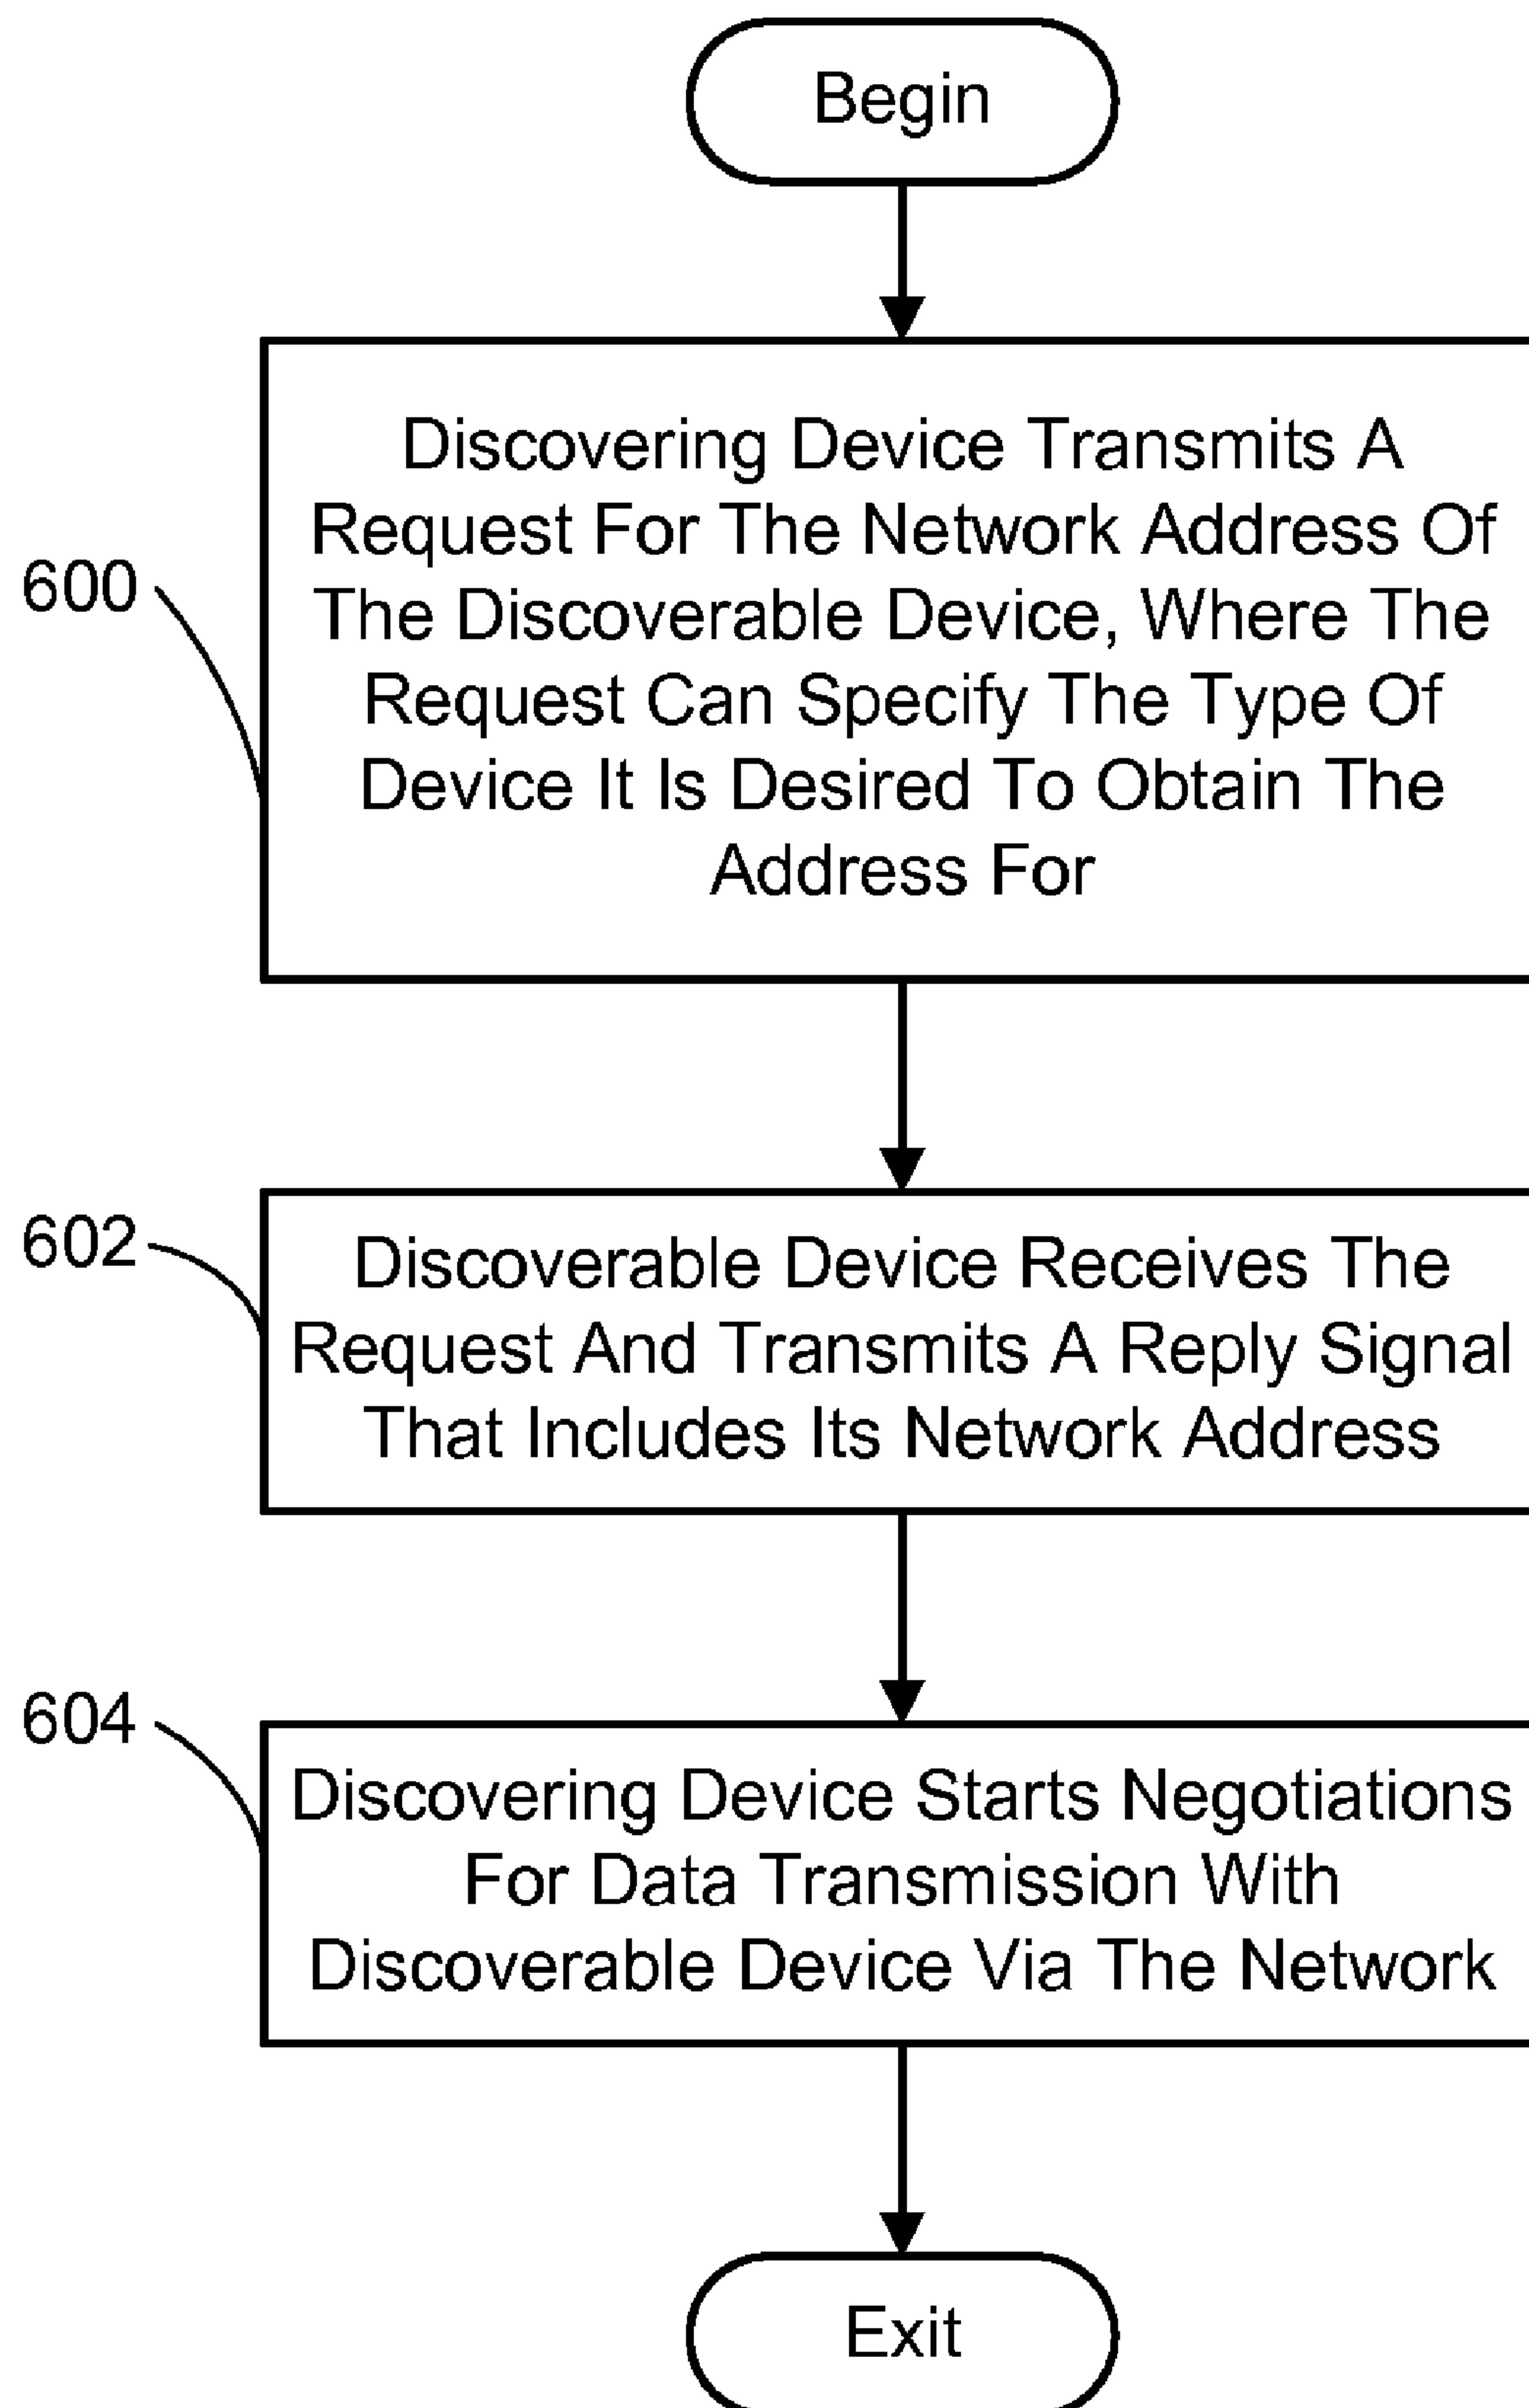 Begin
Discovering Device Transmits A
Request For The Network Address Of
The Discoverable Device, Where The
Request Can Specify The Type Of
Device It Is Desired To Obtain The
Address For
600
Discoverable Device Receives The
Request And Transmits A Reply Signal
That Includes Its Network Address
602
Discovering Device Starts Negotiations
For Data Transmission With
Discoverable Device Via The Network
604
Exit